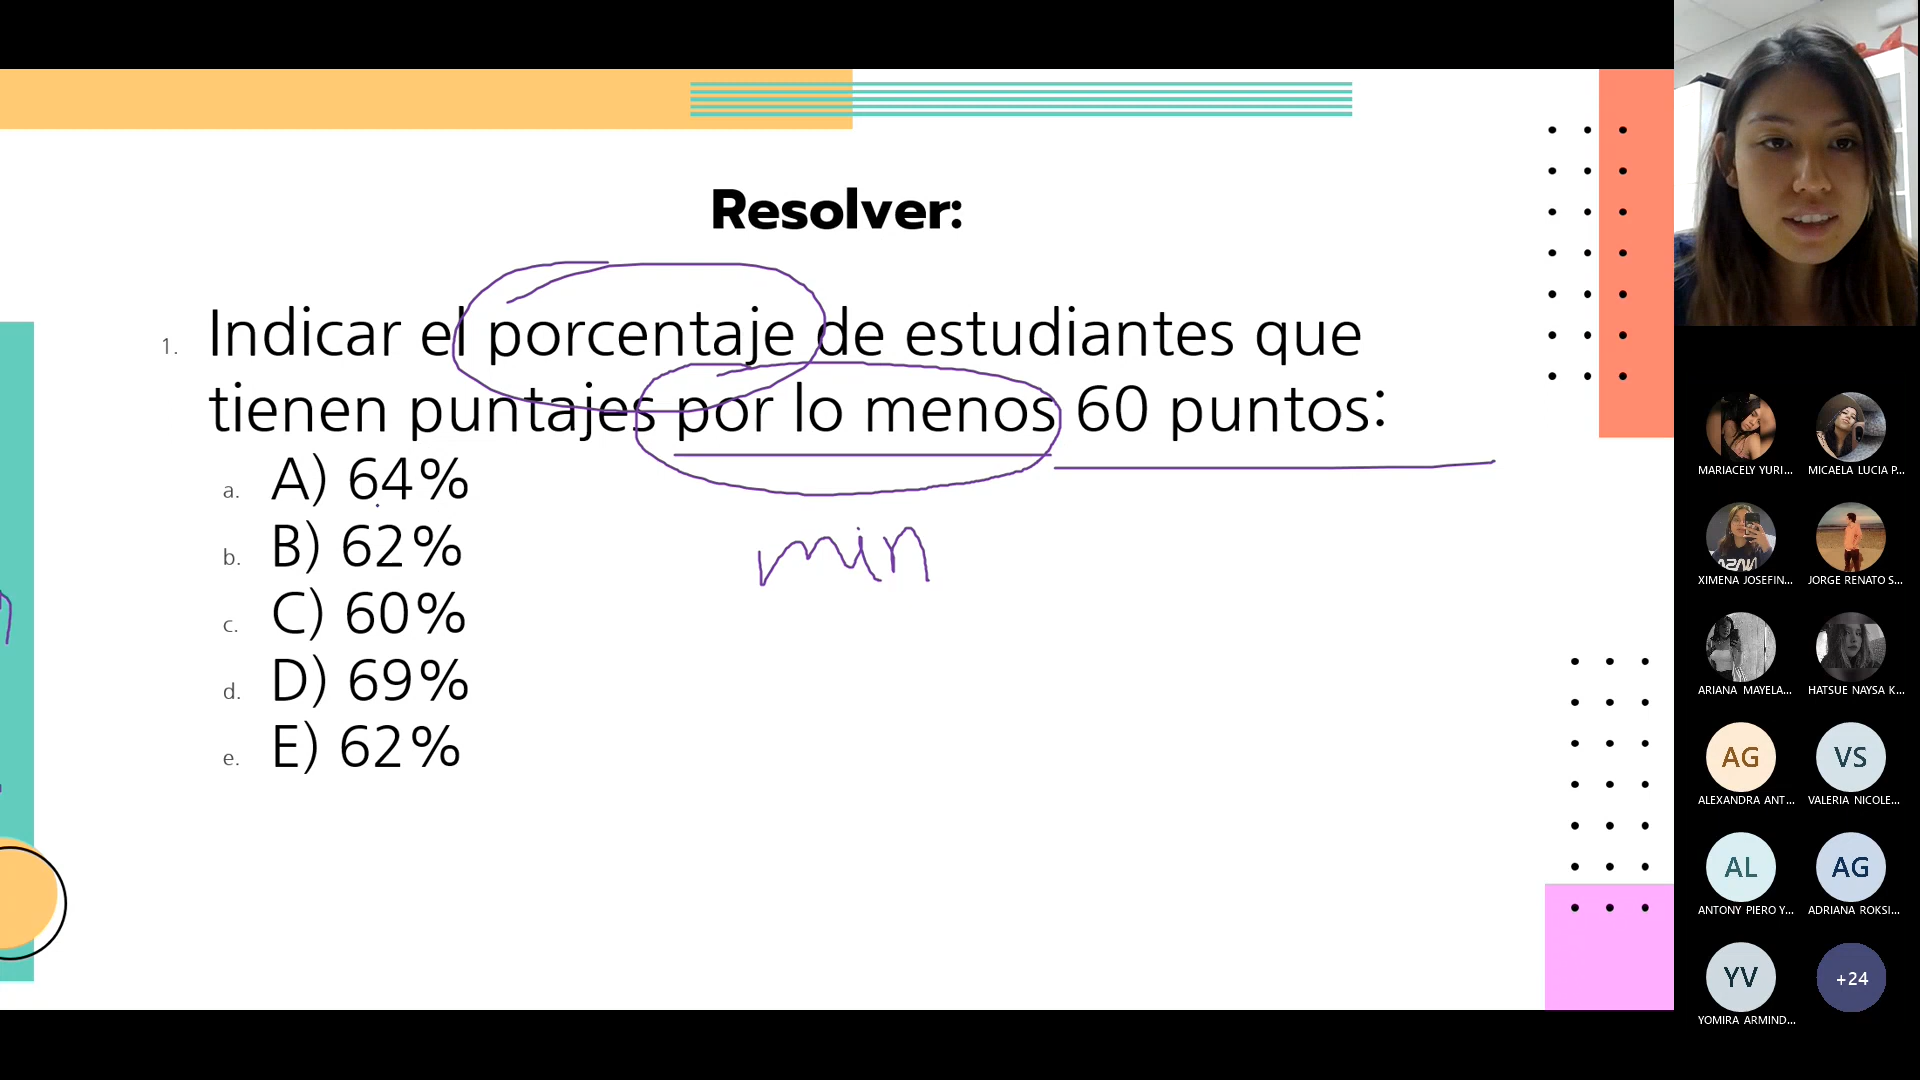 Resolver:
1. Indicar el porcentaje de estudiantes que
tienen puntajes por lo menos 60 puntos:
a. A) 64%
b. B) 62%
c. C) 60%
d. D) 69%
e. E) 62%
min
MARIACELY YURI...
MICAELA LUCIA P...
XIMENA JOSEFIN...
JORGE RENATO S...
ARIANA MAYELA...
HATSUE NAYSA K...
AG
VS
ALEXANDRA ANT...
VALERIA NICOLE...
AL
AG
ANTONY PIERO Y...
ADRIANA ROKSI...
YV
+24
YOMIRA ARMIND...